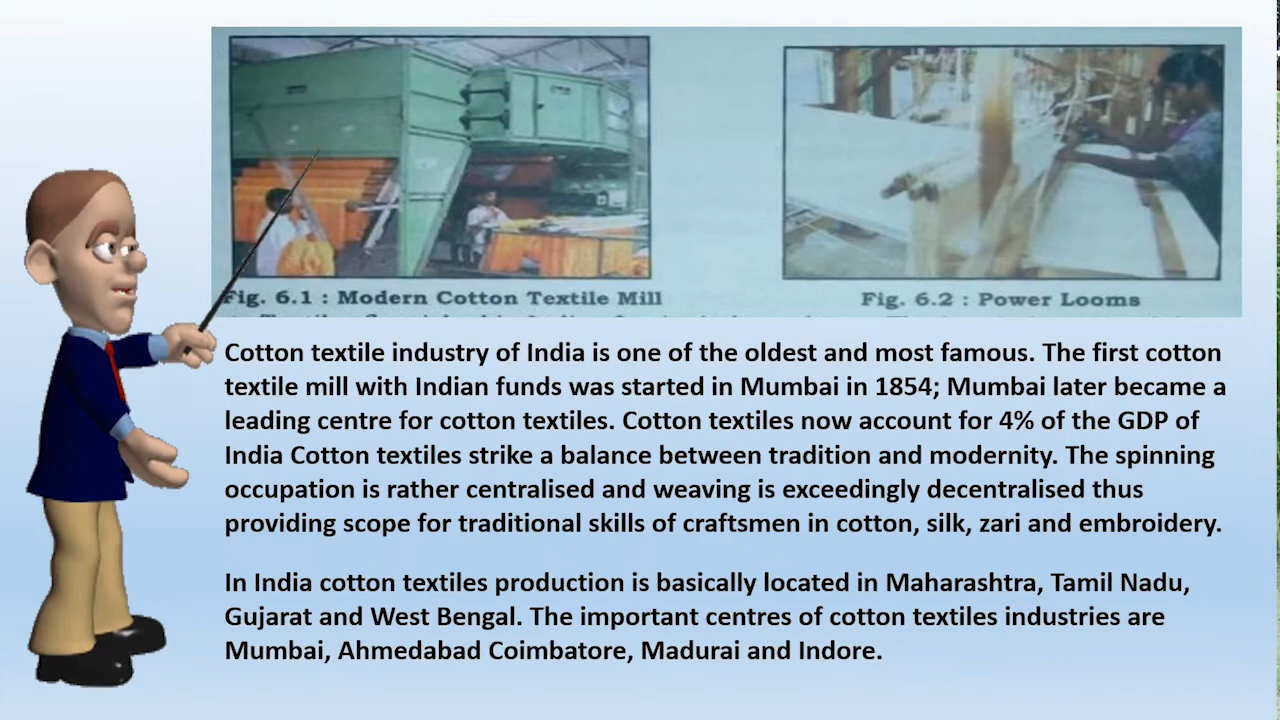 Fig. 6.1 : Modern Cotton Textile Mill
Fig. 6.2 : Power Looms
Cotton textile industry of India is one of the oldest and most famous. The first cotton
textile mill with Indian funds was started in Mumbai in 1854; Mumbai later became a
leading centre for cotton textiles. Cotton textiles now account for 4% of the GDP of
India Cotton textiles strike a balance between tradition and modernity. The spinning
occupation is rather centralised and weaving is exceedingly decentralised thus
providing scope for traditional skills of craftsmen in cotton, silk, zari and embroidery.
In India cotton textiles production is basically located in Maharashtra, Tamil Nadu,
Gujarat and West Bengal. The important centres of cotton textiles industries are
Mumbai, Ahmedabad Coimbatore, Madurai and Indore.